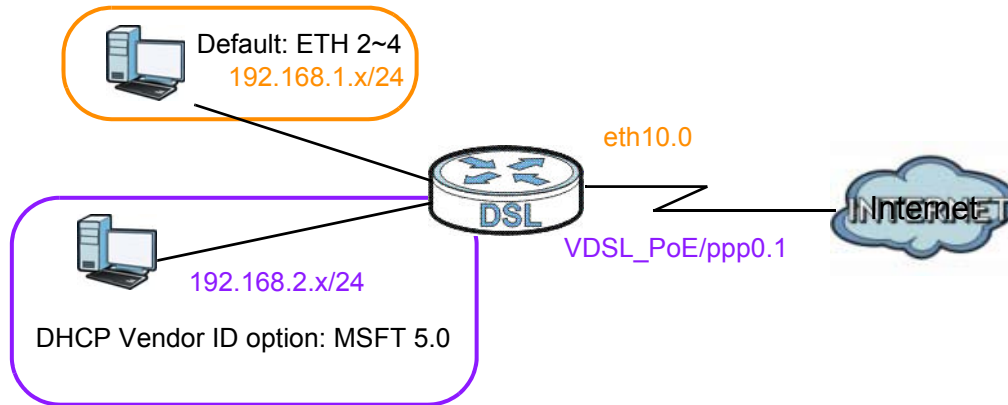 Default: ETH 2~4
192.168.1.x/24
eth10.0
DSL
Internet
INTERNET
VDSL_PoE/ppp0.1
192.168.2.x/24
DHCP Vendor ID option: MSFT 5.0